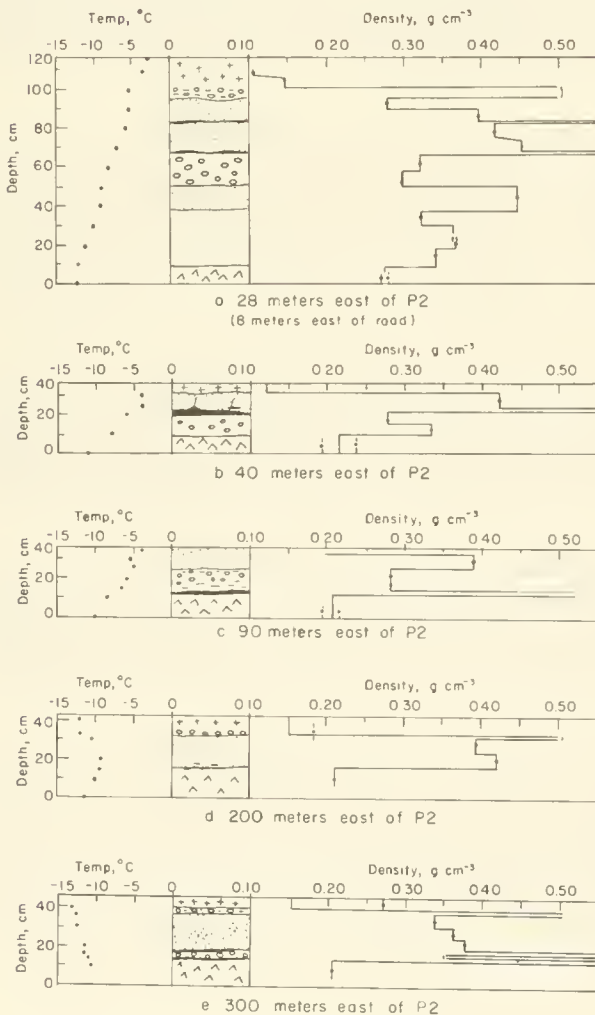 Temp, °C Density, g cm⁻³
-15 -10 -5 0 0.10 0.20 0.30 0.40 0.50
120
100
80
60
40
20
0
Depth, cm
a 28 meters east of P2
(8 meters east of road)
Temp,°C Density, g cm⁻³
-15 -10 -5 0 0.10 0.20 0.30 0.40 0.50
40
20
0
Depth, cm
b 40 meters east of P2
Temp,°C Density, g cm⁻³
-15 -10 -5 0 0.10 0.20 0.30 0.40 0.50
40
20
0
Depth, cm
c 90 meters east of P2
Temp,°C Density, g cm⁻³
-15 -10 -5 0 0.10 0.20 0.30 0.40 0.50
40
20
0
Depth, cm
d 200 meters east of P2
Temp,°C Density, g cm⁻³
-15 -10 -5 0 0.10 0.20 0.30 0.40 0.50
40
20
0
Depth, cm
e 300 meters east of P2